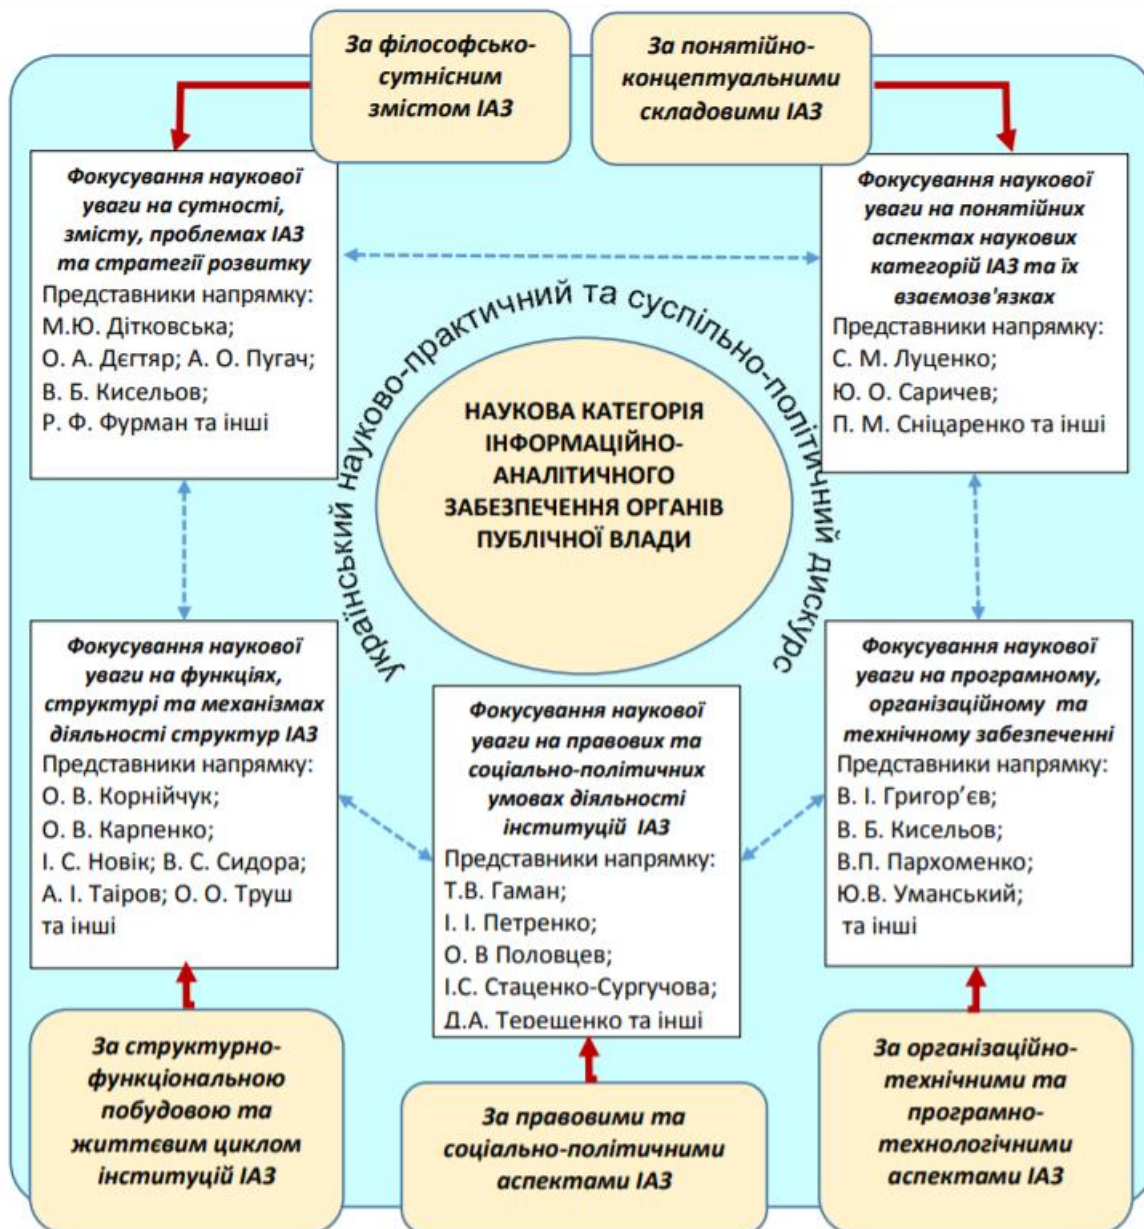 За філософсько-
сутнісним
змістом ІАЗ
За понятійно-
концептуальними
складовими ІАЗ
Фокусування наукової
уваги на сутності,
змісту, проблемах ІАЗ
та стратегії розвитку
Представники напрямку:
М.Ю. Дітковська;
О. А. Дєгтяр; А. О. Пугач;
В. Б. Кисельов;
Р. Ф. Фурман та інші
Фокусування наукової
уваги на понятійних
аспектах наукових
категорій ІАЗ та їх
взаємозв'язках
Представники напрямку:
С. М. Луценко;
Ю. О. Саричев;
П. М. Сніцаренко та інші
український науково-практичний та суспільно-політичний дискурс
НАУКОВА КАТЕГОРІЯ
ІНФОРМАЦІЙНО-
АНАЛІТИЧНОГО
ЗАБЕЗПЕЧЕННЯ ОРГАНІВ
ПУБЛІЧНОЇ ВЛАДИ
Фокусування наукової
уваги на функціях,
структурі та механізмах
діяльності структур ІАЗ
Представники напрямку:
О. В. Корнійчук;
О. В. Карпенко;
І. С. Новік; В. С. Сидора;
А. І. Таіров; О. О. Труш
та інші
Фокусування наукової
уваги на правових та
соціально-політичних
умовах діяльності
інституцій ІАЗ
Представники напрямку:
Т.В. Гаман;
І. І. Петренко;
О. В Половцев;
І.С. Стаценко-Сургучова;
Д.А. Терещенко та інші
Фокусування наукової
уваги на програмному,
організаційному та
технічному забезпеченні
Представники напрямку:
В. І. Григор’єв;
В. Б. Кисельов;
В.П. Пархоменко;
Ю.В. Уманський;
та інші
За структурно-
функціональною
побудовою та
життєвим циклом
інституцій ІАЗ
За правовими та
соціально-політичними
аспектами ІАЗ
За організаційно-
технічними та
програмно-
технологічними
аспектами ІАЗ